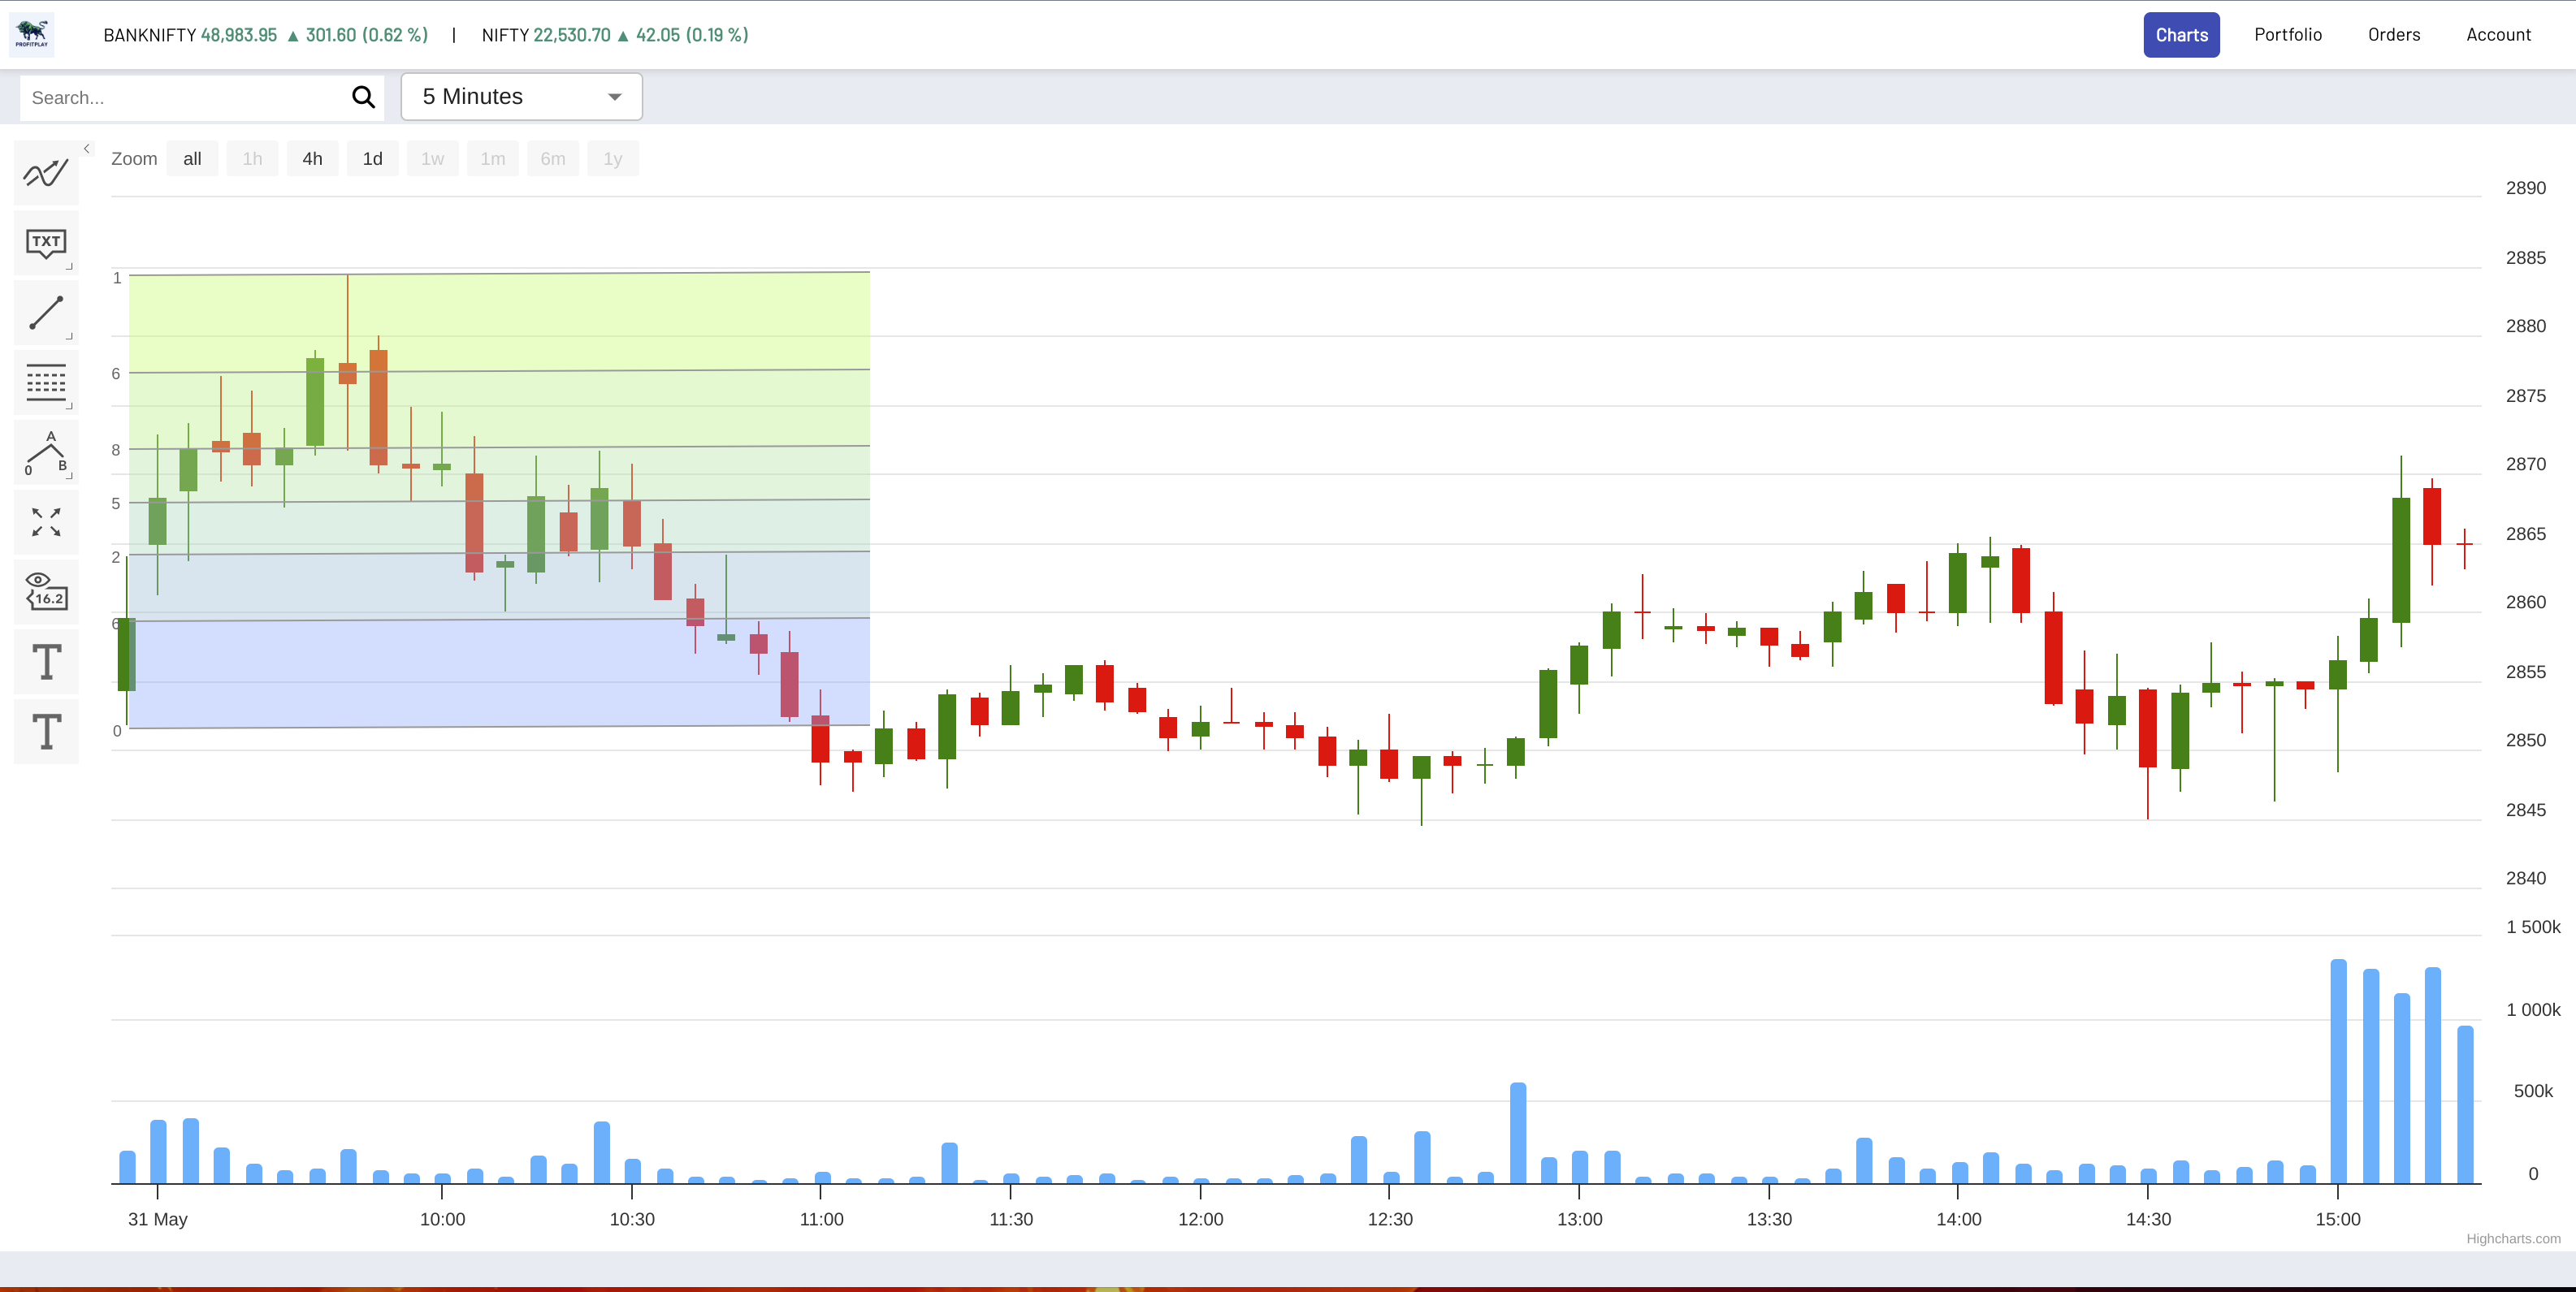 PROFITPLAY
BANKNIFTY 48,983.95 ▲ 301.60 (0.62 %) | NIFTY 22,530.70 ▲ 42.05 (0.19 %)
Charts Portfolio Orders Account
Search... 5 Minutes
Zoom all 1h 4h 1d 1w 1m 6m 1y
TXT
A
0 B
16.2
T
T
1
6
8
5
2
6
0
2890
2885
2880
2875
2870
2865
2860
2855
2850
2845
2840
1 500k
1 000k
500k
0
31 May 10:00 10:30 11:00 11:30 12:00 12:30 13:00 13:30 14:00 14:30 15:00
Highcharts.com